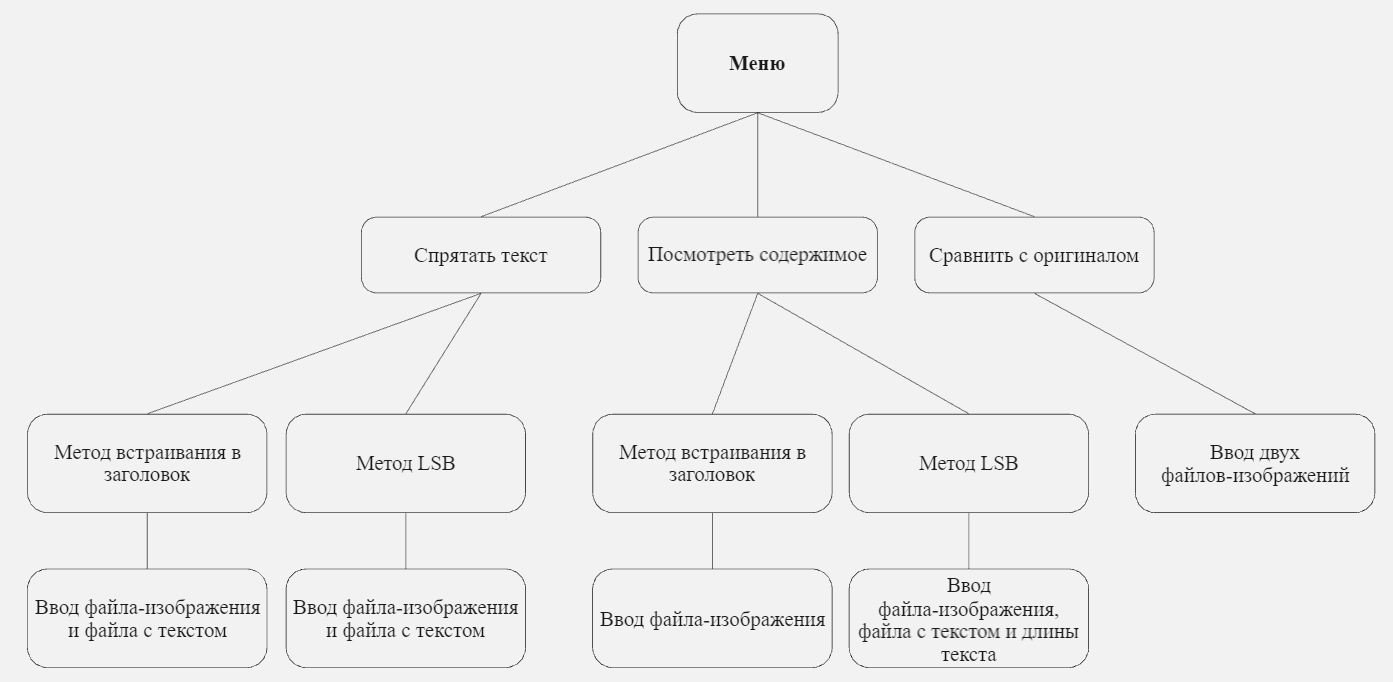 Меню
Спрятать текст
Посмотреть содержимое
Сравнить с оригиналом
Метод встраивания в
заголовок
Метод LSB
Метод встраивания в
заголовок
Метод LSB
Ввод двух
файлов-изображений
Ввод файла-изображения
и файла с текстом
Ввод файла-изображения
и файла с текстом
Ввод файла-изображения
Ввод
файла-изображения,
файла с текстом и длины
текста